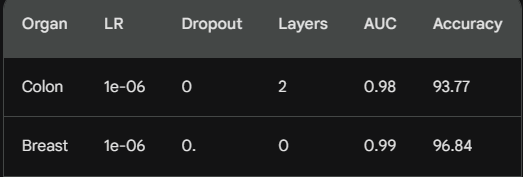 Organ LR Dropout Layers AUC Accuracy
Colon 1e-06 0 2 0.98 93.77
Breast 1e-06 0. 0 0.99 96.84